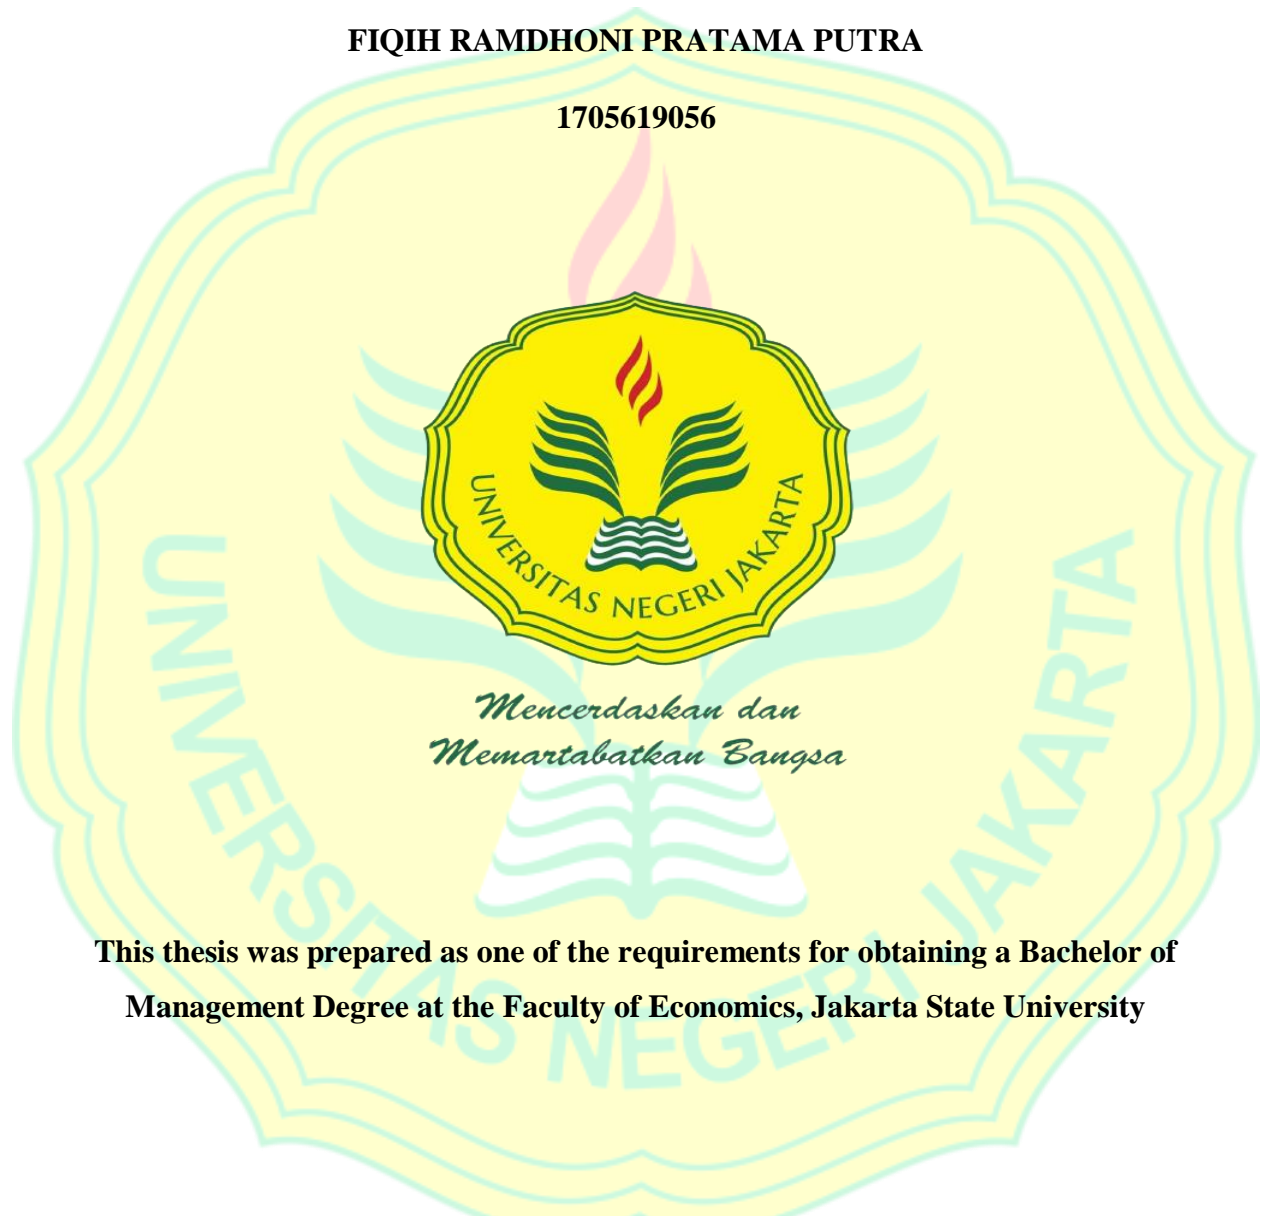 FIQIH RAMDHONI PRATAMA PUTRA
1705619056
UNIVERSITAS NEGERI JAKARTA
Mencerdaskan dan
Memartabatkan Bangsa
UNIVERSITAS NEGERI JAKARTA
This thesis was prepared as one of the requirements for obtaining a Bachelor of
Management Degree at the Faculty of Economics, Jakarta State University